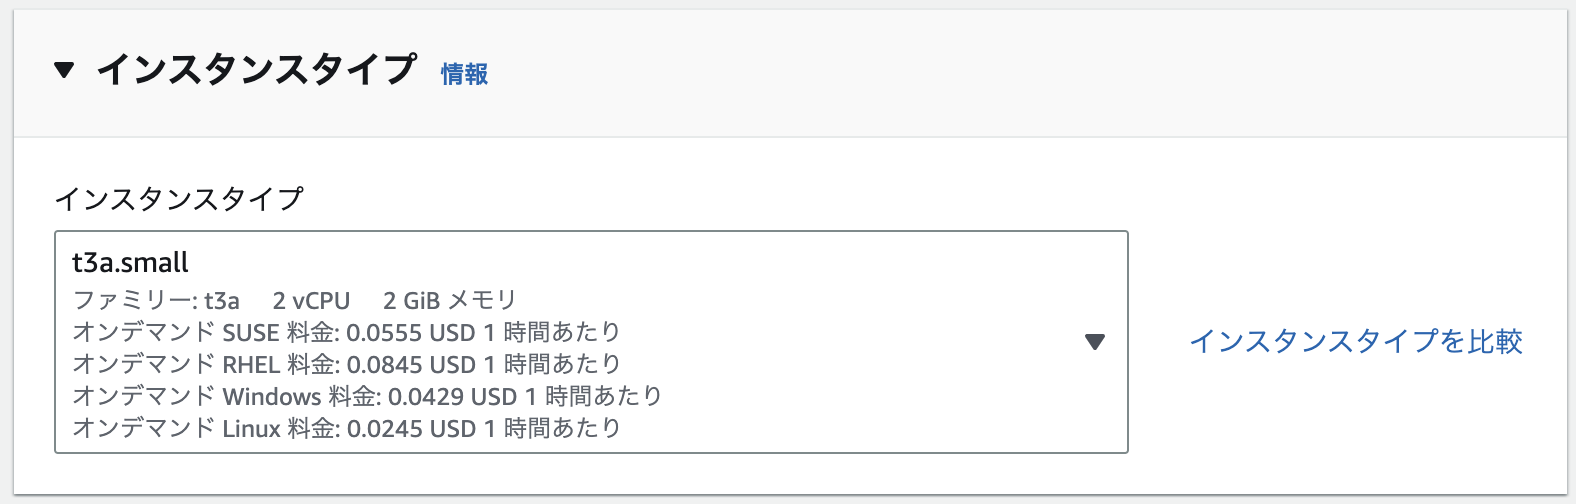 インスタンスタイプ 情報
インスタンスタイプ
t3a.small
ファミリー: t3a 2 vCPU 2 GiB メモリ
オンデマンド SUSE 料金: 0.0555 USD 1 時間あたり
オンデマンド RHEL 料金: 0.0845 USD 1 時間あたり
オンデマンド Windows 料金: 0.0429 USD 1 時間あたり
オンデマンド Linux 料金: 0.0245 USD 1 時間あたり
インスタンスタイプを比較